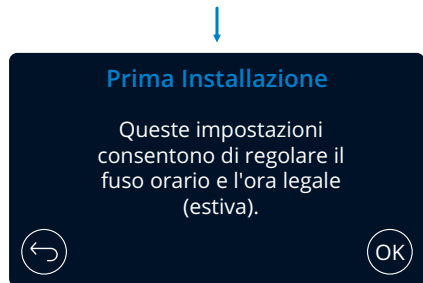 Prima Installazione
Queste impostazioni
consentono di regolare il
fuso orario e l'ora legale
(estiva).
OK